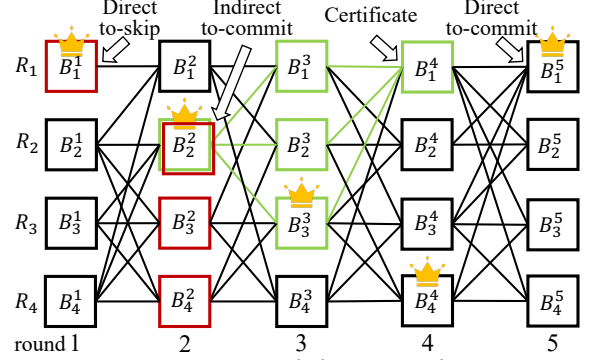 Direct to-skip
Indirect to-commit
Certificate
Direct to-commit
R₁ B₁¹ B₁² B₁³ B₁⁴ B₁⁵
R₂ B₂¹ B₂² B₂³ B₂⁴ B₂⁵
R₃ B₃¹ B₃² B₃³ B₃⁴ B₃⁵
R₄ B₄¹ B₄² B₄³ B₄⁴ B₄⁵
round 1 2 3 4 5